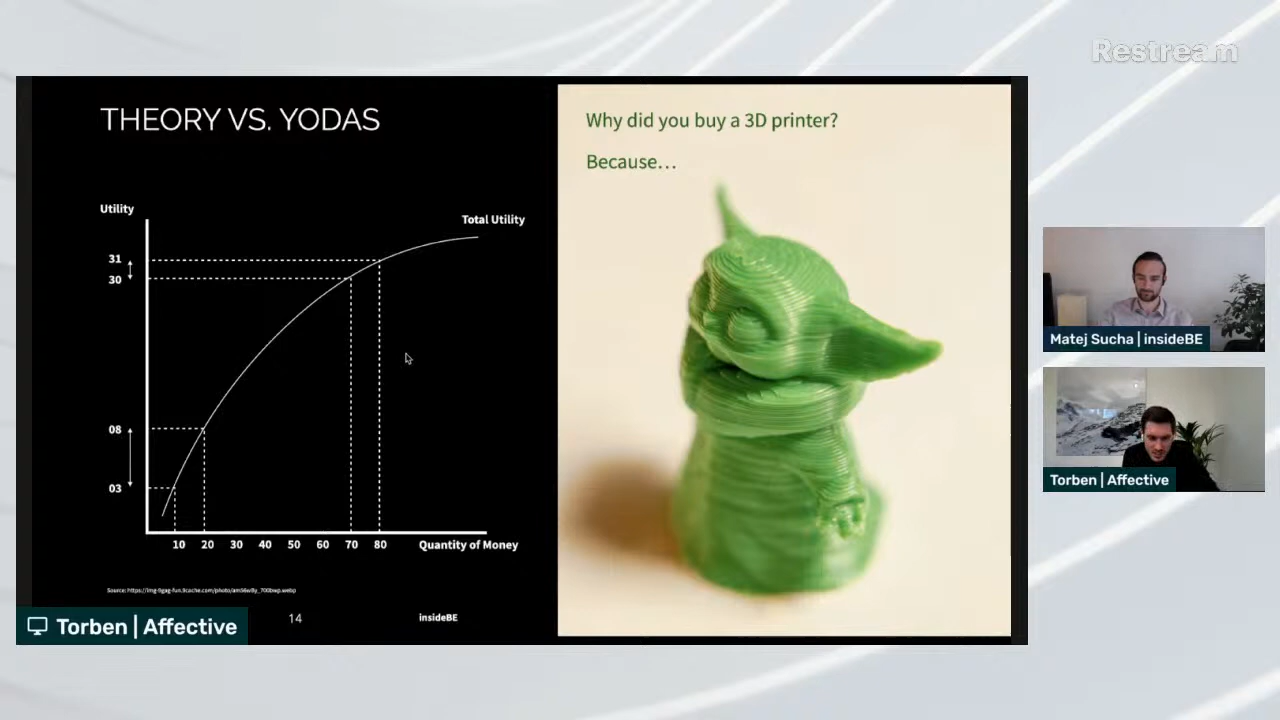 Restream
THEORY VS. YODAS
Why did you buy a 3D printer?
Because...
Utility
Total Utility
31
30
08
03
10 20 30 40 50 60 70 80 Quantity of Money
14
insideBE
Torben | Affective
Matej Sucha | insideBE
Torben | Affective